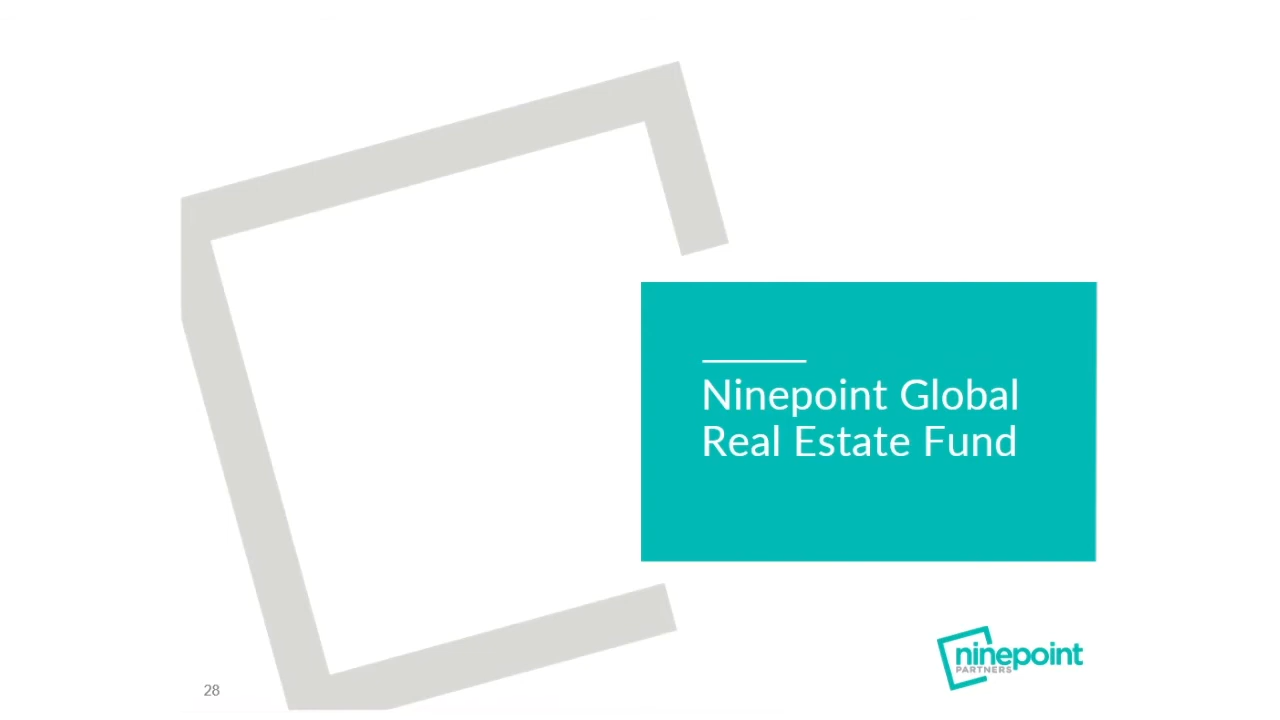 Ninepoint Global
Real Estate Fund
ninepoint
PARTNERS
28